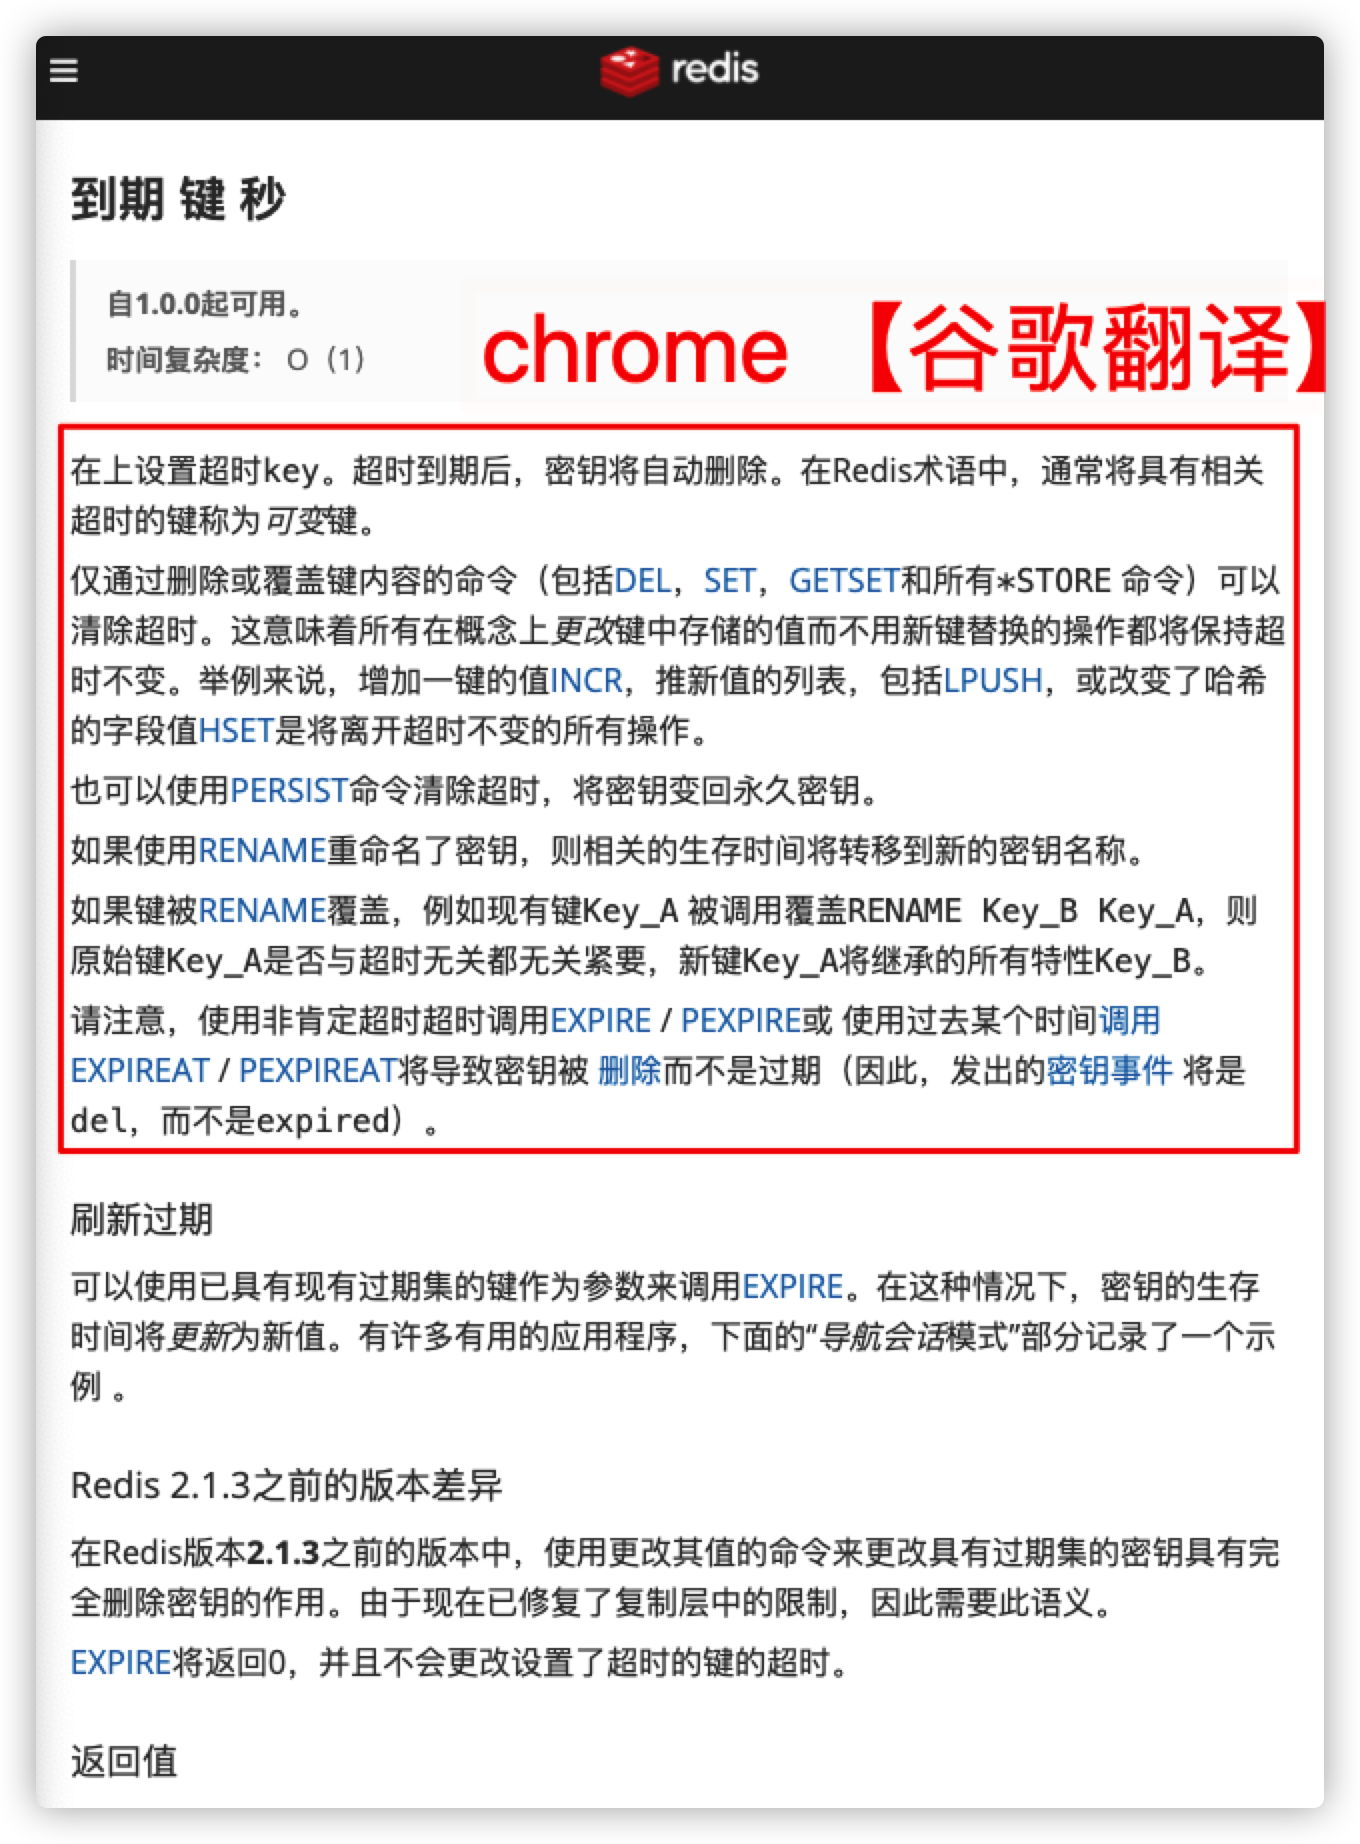 redis
到期 键 秒
自1.0.0起可用。
时间复杂度： O（1）
chrome 【谷歌翻译】
在上设置超时key。超时到期后，密钥将自动删除。在Redis术语中，通常将具有相关
超时的键称为可变键。
仅通过删除或覆盖键内容的命令（包括DEL，SET，GETSET和所有*STORE 命令）可以
清除超时。这意味着所有在概念上更改键中存储的值而不用新键替换的操作都将保持超
时不变。举例来说，增加一键的值INCR，推新值的列表，包括LPUSH，或改变了哈希
的字段值HSET是将离开超时不变的所有操作。
也可以使用PERSIST命令清除超时，将密钥变回永久密钥。
如果使用RENAME重命名了密钥，则相关的生存时间将转移到新的密钥名称。
如果键被RENAME覆盖，例如现有键Key_A 被调用覆盖RENAME Key_B Key_A，则
原始键Key_A是否与超时无关都无关紧要，新键Key_A将继承的所有特性Key_B。
请注意，使用非肯定超时超时调用EXPIRE / PEXPIRE或 使用过去某个时间调用
EXPIREAT / PEXPIREAT将导致密钥被 删除而不是过期（因此，发出的密钥事件 将是
del，而不是expired）。
刷新过期
可以使用已具有现有过期集的键作为参数来调用EXPIRE。在这种情况下，密钥的生存
时间将更新为新值。有许多有用的应用程序，下面的“导航会话模式”部分记录了一个示
例 。
Redis 2.1.3之前的版本差异
在Redis版本2.1.3之前的版本中，使用更改其值的命令来更改具有过期集的密钥具有完
全删除密钥的作用。由于现在已修复了复制层中的限制，因此需要此语义。
EXPIRE将返回0，并且不会更改设置了超时的键的超时。
返回值